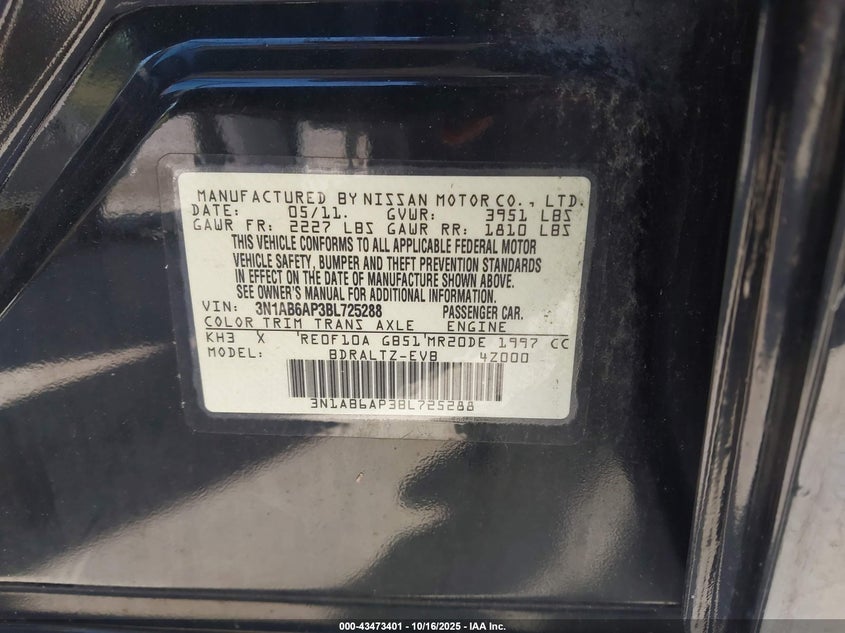 MANUFACTURED BY NISSAN MOTOR CO., LTD.
DATE: 05/11. GVWR: 3951 LBS
GAWR FR: 2227 LBS GAWR RR: 1810 LBS
THIS VEHICLE CONFORMS TO ALL APPLICABLE FEDERAL MOTOR
VEHICLE SAFETY, BUMPER AND THEFT PREVENTION STANDARDS
IN EFFECT ON THE DATE OF MANUFACTURE SHOWN ABOVE.
SEE OWNER'S MANUAL FOR ADDITIONAL INFORMATION.
VIN: 3N1AB6AP3BL725288 PASSENGER CAR.
COLOR TRIM TRANS AXLE ENGINE
KH3 X 'RE0F10A GB51'MR20DE 1997 CC
MODEL: BDRALTZ-EVB 4Z000
3N1AB6AP3BL725288
000-43473401 - 10/16/2025 - IAA Inc.